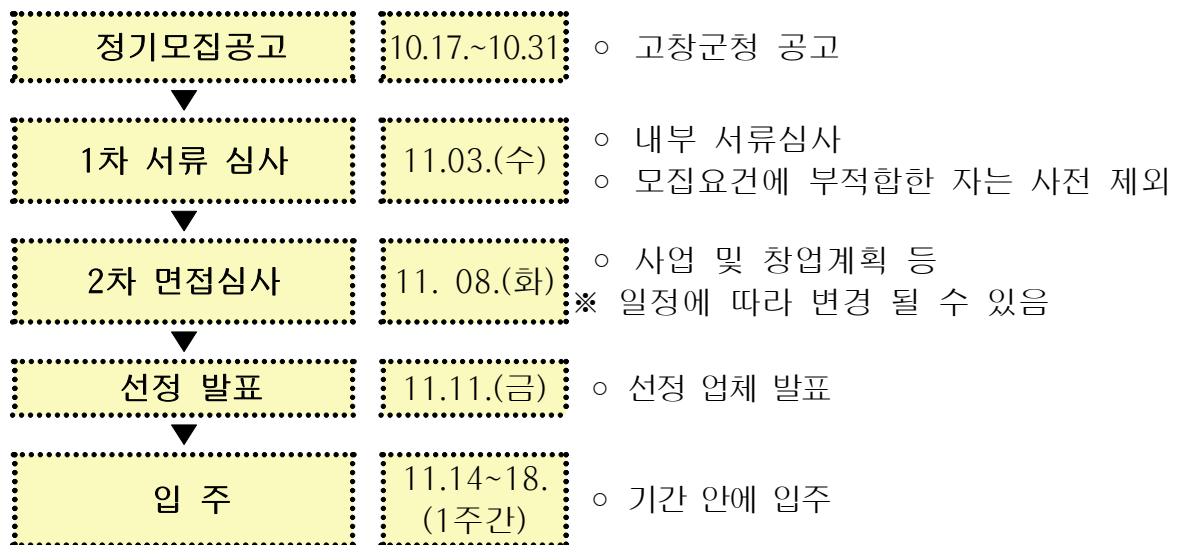 정기모집공고 10.17.~10.31 ○ 고창군청 공고
▼
1차 서류 심사 11.03.(수) ○ 내부 서류심사
○ 모집요건에 부적합한 자는 사전 제외
▼
2차 면접심사 11. 08.(화) ○ 사업 및 창업계획 등
※ 일정에 따라 변경 될 수 있음
▼
선정 발표 11.11.(금) ○ 선정 업체 발표
▼
입 주 11.14~18.
(1주간) ○ 기간 안에 입주